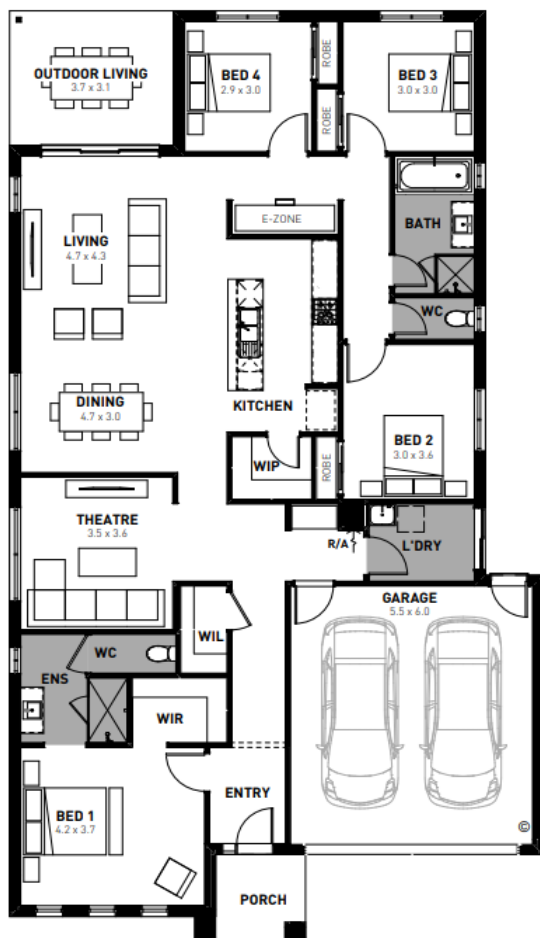 OUTDOOR LIVING
3.7 x 3.1
BED 4
2.9 x 3.0
ROBE
ROBE
BED 3
3.0 x 3.0
E-ZONE
BATH
LIVING
4.7 x 4.3
WC
DINING
4.7 x 3.0
KITCHEN
WIP
ROBE
BED 2
3.0 x 3.6
THEATRE
3.5 x 3.6
R/A
L'DRY
GARAGE
5.5 x 6.0
WC
WIL
ENS
WIR
BED 1
4.2 x 3.7
ENTRY
©
PORCH